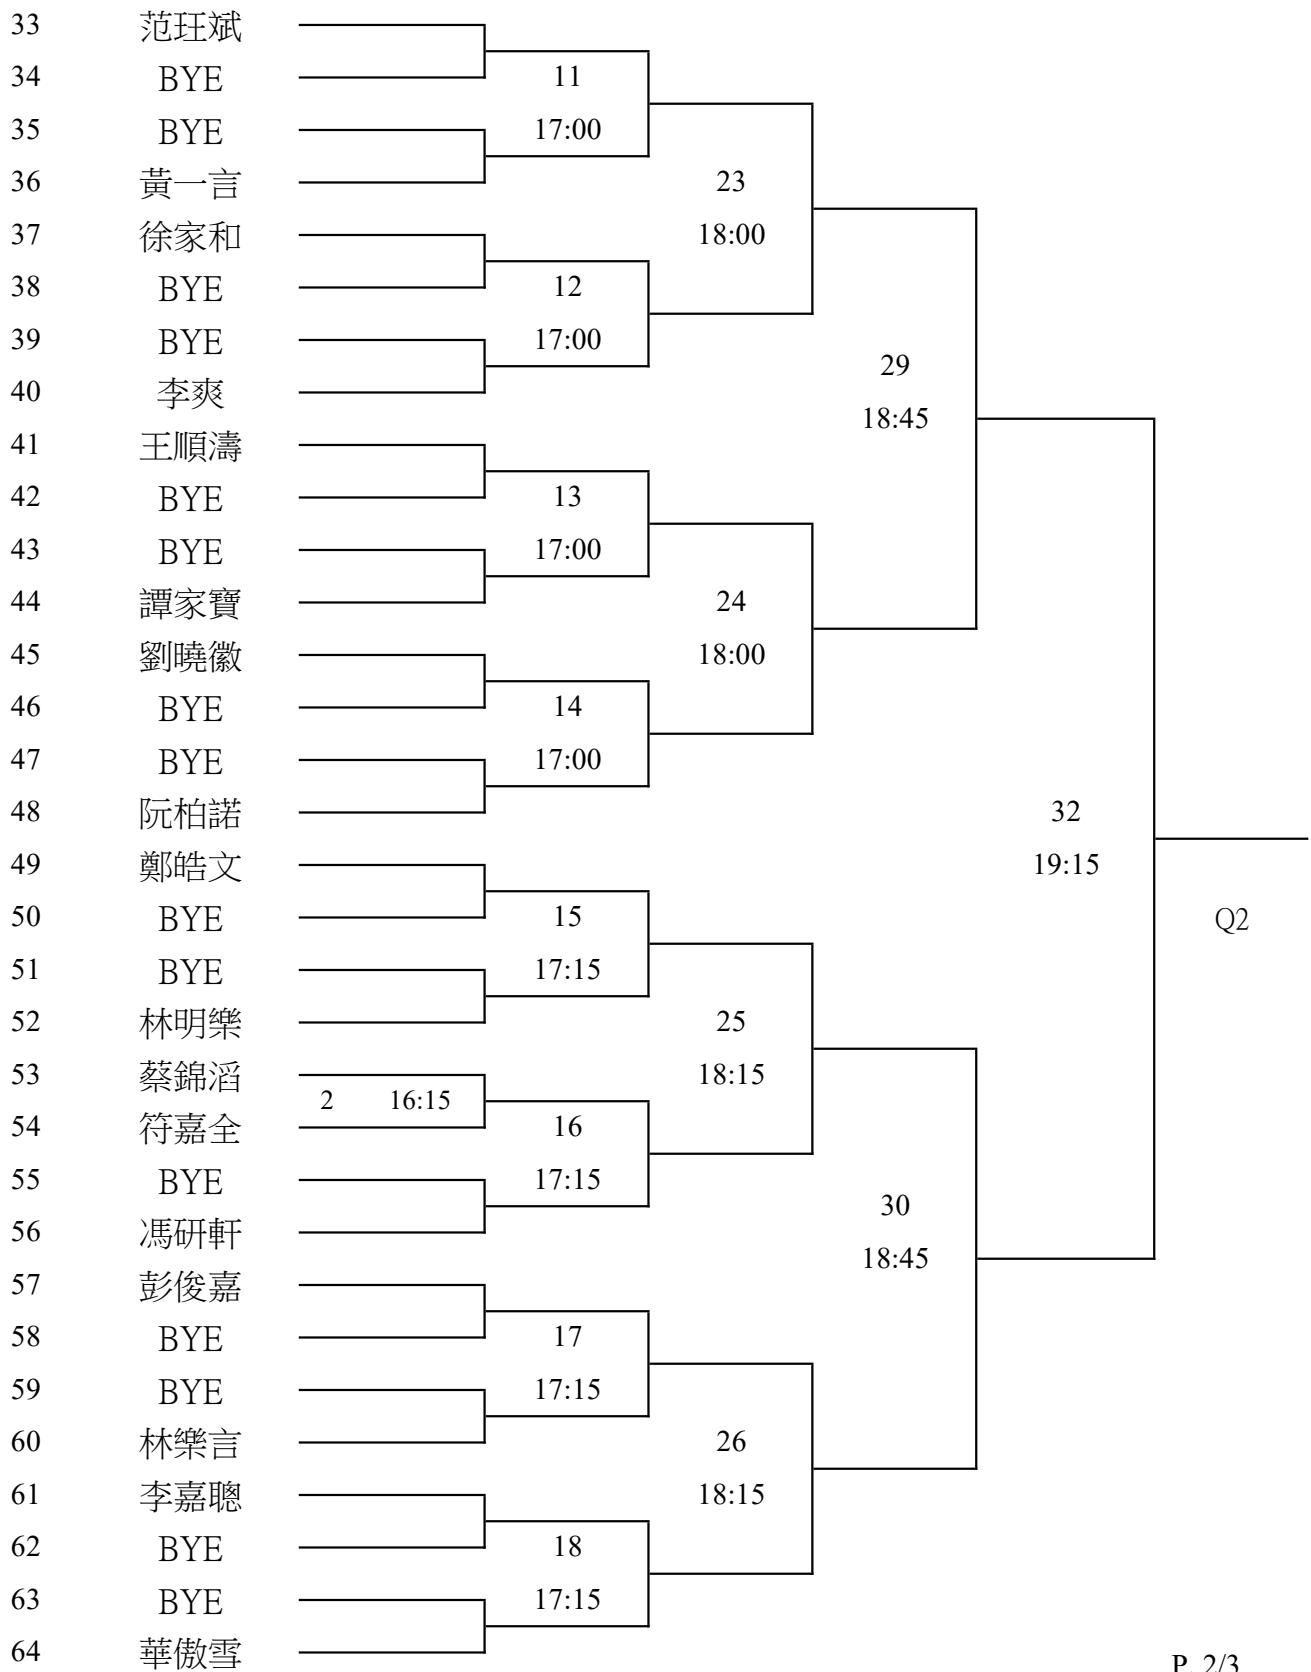 33 范玨斌
34 BYE 11
35 BYE 17:00
36 黃一言 23
37 徐家和 18:00
38 BYE 12
39 BYE 17:00
40 李爽 29
41 王順濤 18:45
42 BYE 13
43 BYE 17:00
44 譚家寶 24
45 劉曉徽 18:00
46 BYE 14
47 BYE 17:00
48 阮柏諾 32
49 鄭皓文 19:15
50 BYE 15 Q2
51 BYE 17:15
52 林明樂 25
53 蔡錦滔 18:15
2 16:15
54 符嘉全 16
55 BYE 17:15
56 馮研軒 30
57 彭俊嘉 18:45
58 BYE 17
59 BYE 17:15
60 林樂言 26
61 李嘉聰 18:15
62 BYE 18
63 BYE 17:15
64 華傲雪
P. 2/3